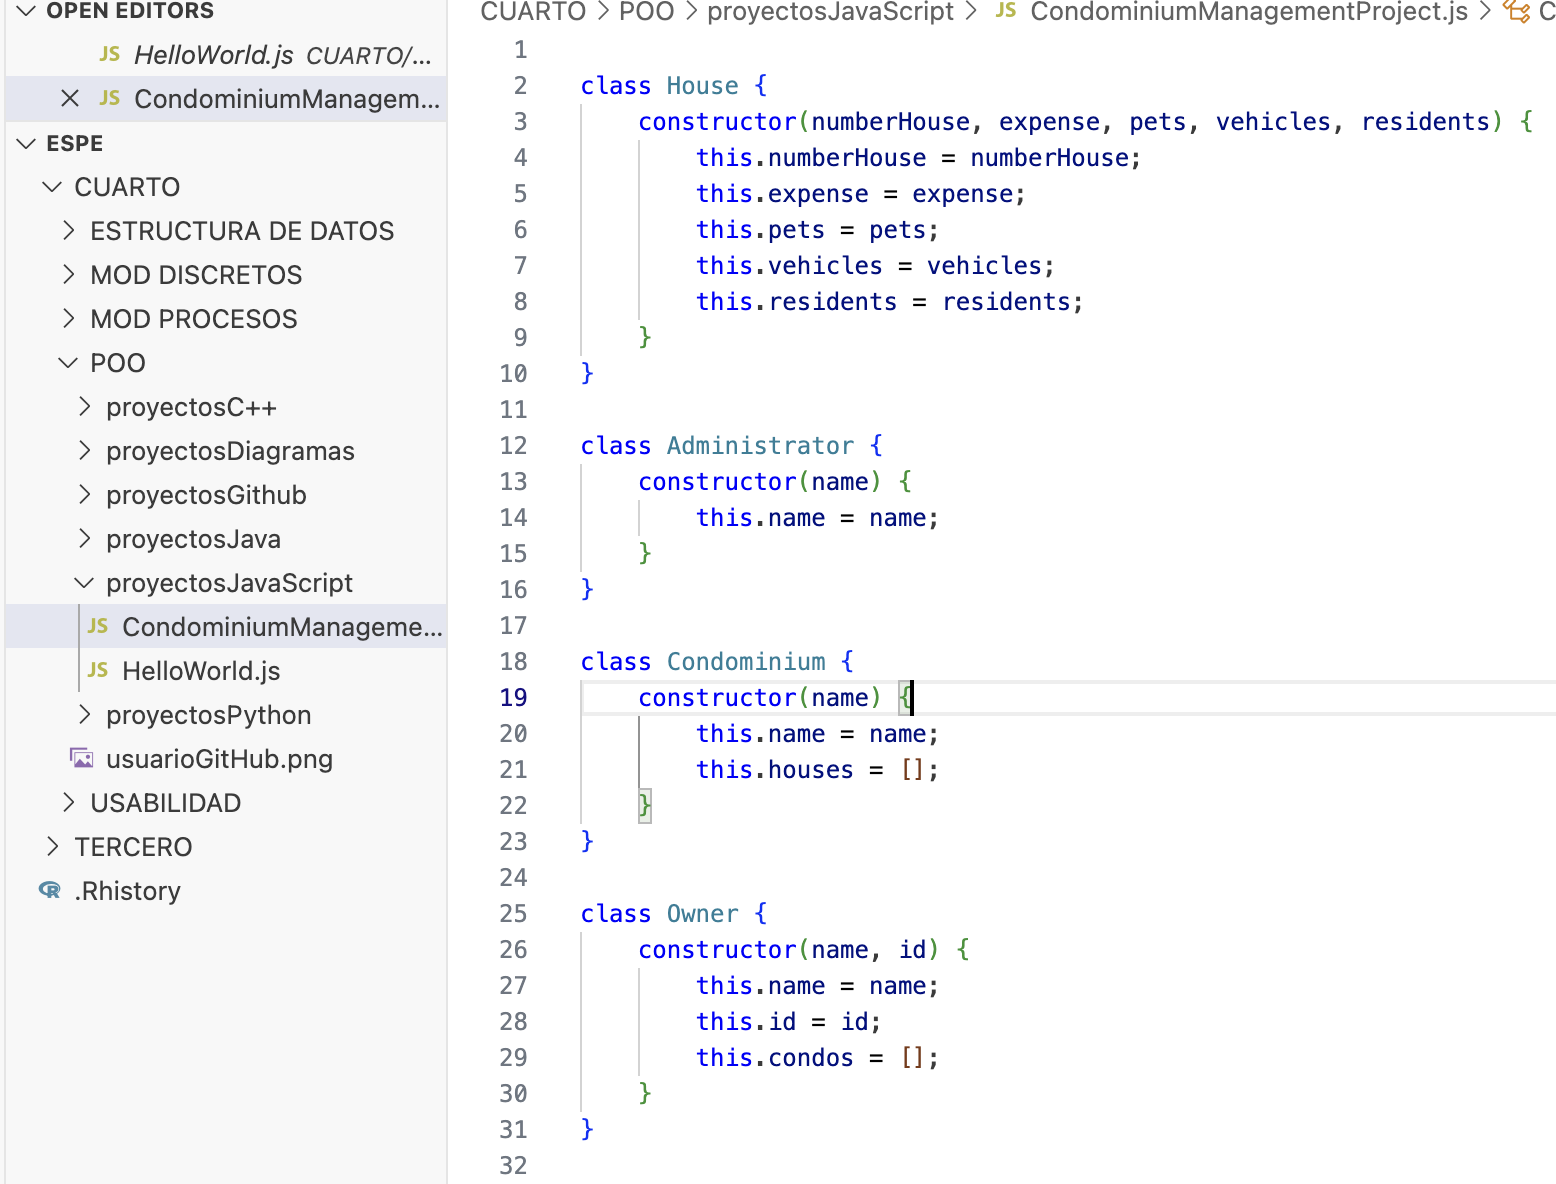 OPEN EDITORS
JS HelloWorld.js CUARTO/...
JS CondominiumManagem...
ESPE
CUARTO
ESTRUCTURA DE DATOS
MOD DISCRETOS
MOD PROCESOS
POO
proyectosC++
proyectosDiagramas
proyectosGithub
proyectosJava
proyectosJavaScript
JS CondominiumManageme...
JS HelloWorld.js
proyectosPython
usuarioGitHub.png
USABILIDAD
TERCERO
R .Rhistory
CUARTO > POO > proyectosJavaScript > JS CondominiumManagementProject.js > C
1
2 class House {
3 constructor(numberHouse, expense, pets, vehicles, residents) {
4 this.numberHouse = numberHouse;
5 this.expense = expense;
6 this.pets = pets;
7 this.vehicles = vehicles;
8 this.residents = residents;
9 }
10 }
11
12 class Administrator {
13 constructor(name) {
14 this.name = name;
15 }
16 }
17
18 class Condominium {
19 constructor(name) {
20 this.name = name;
21 this.houses = [];
22 }
23 }
24
25 class Owner {
26 constructor(name, id) {
27 this.name = name;
28 this.id = id;
29 this.condos = [];
30 }
31 }
32